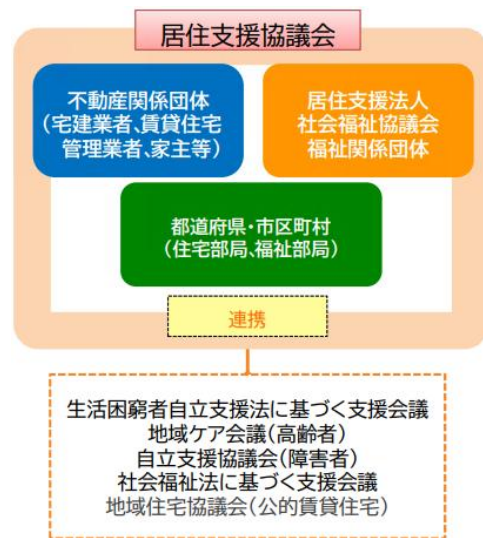 居住支援協議会
不動産関係団体
(宅建業者、賃貸住宅
管理業者、家主等)
居住支援法人
社会福祉協議会
福祉関係団体
都道府県・市区町村
(住宅部局、福祉部局)
連携
生活困窮者自立支援法に基づく支援会議
地域ケア会議(高齢者)
自立支援協議会(障害者)
社会福祉法に基づく支援会議
地域住宅協議会(公的賃貸住宅)